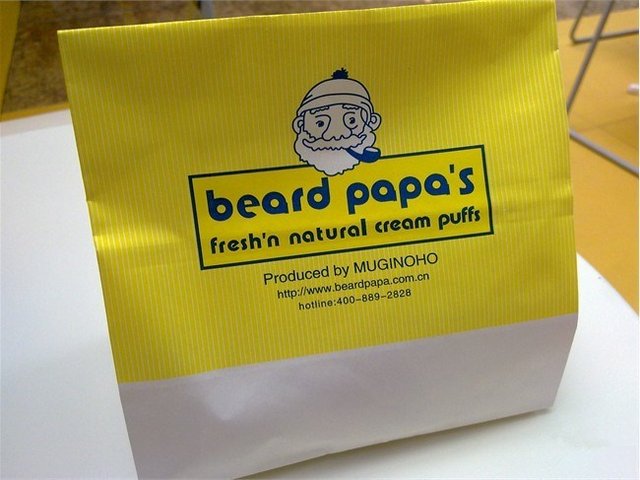 beard papa's
fresh'n natural cream puffs
Produced by MUGINOHO
http://www.beardpapa.com.cn
hotline:400-889-2828